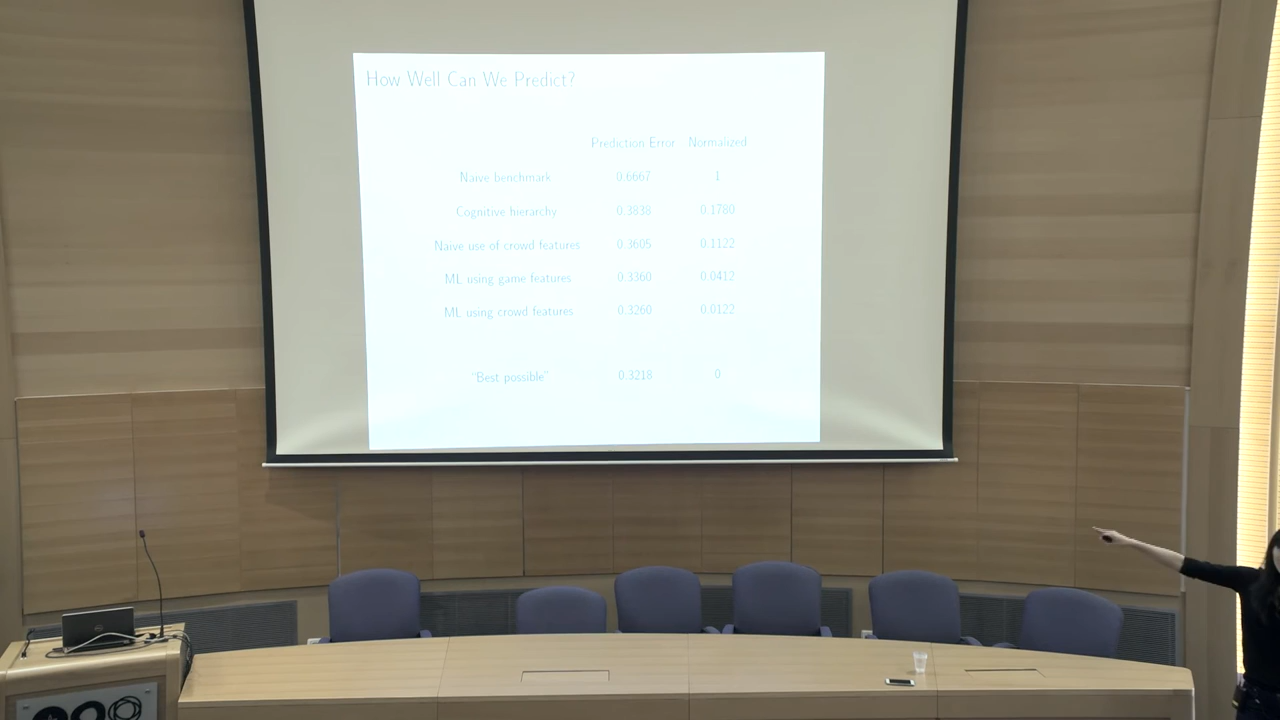 How Well Can We Predict?
Prediction Error Normalized
Naive benchmark 0.6667 1
Cognitive hierarchy 0.3838 0.1780
Naive use of crowd features 0.3605 0.1122
ML using game features 0.3360 0.0412
ML using crowd features 0.3260 0.0122
"Best possible" 0.3218 0